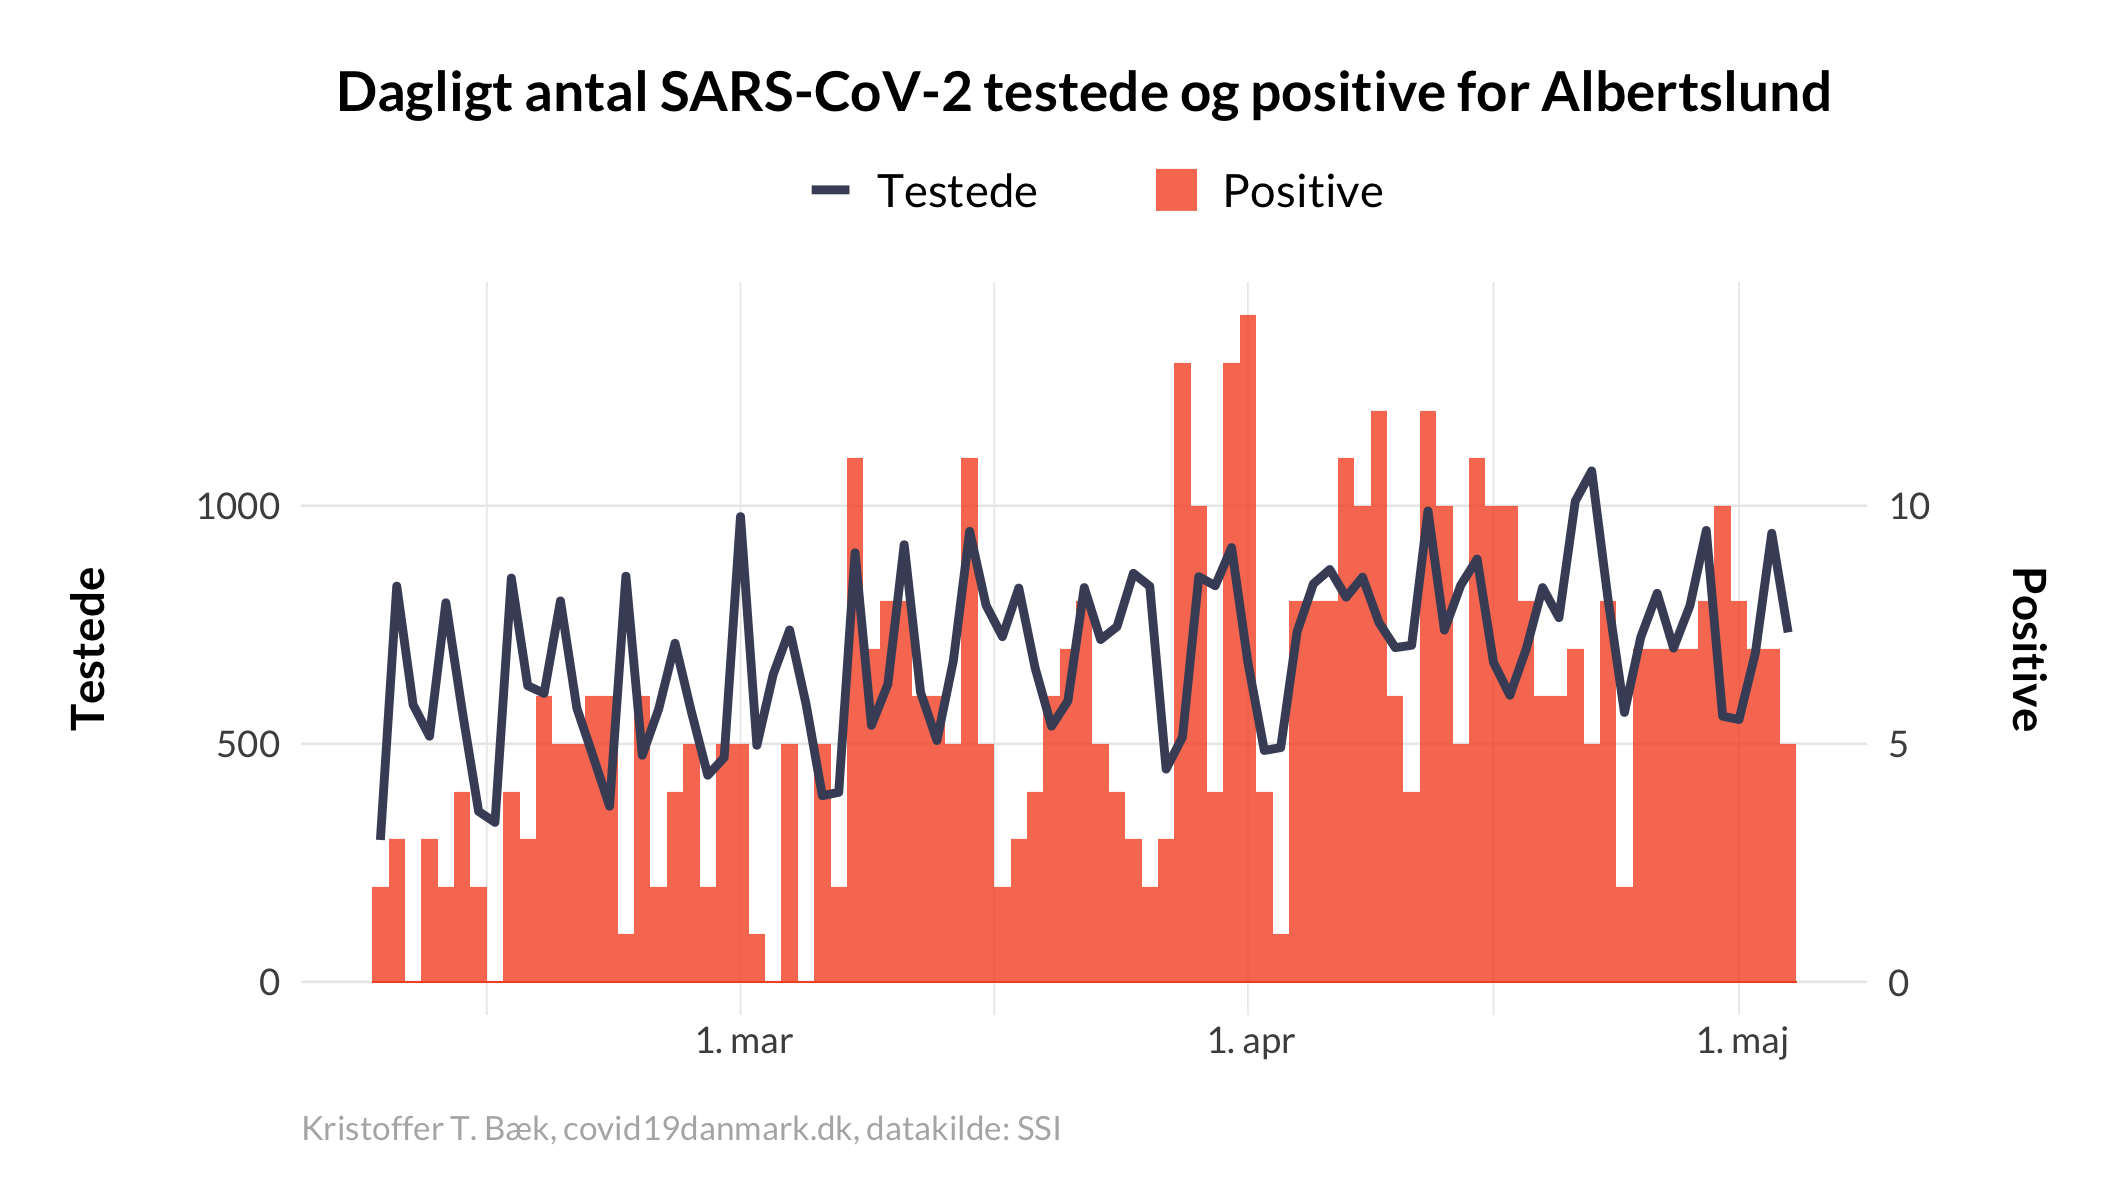 Dagligt antal SARS-CoV-2 testede og positive for Albertslund
Testede
Positive
1000
500
0
10
5
0
Testede
Positive
1. mar
1. apr
1. maj
Kristoffer T. Bæk, covid19danmark.dk, datakilde: SSI